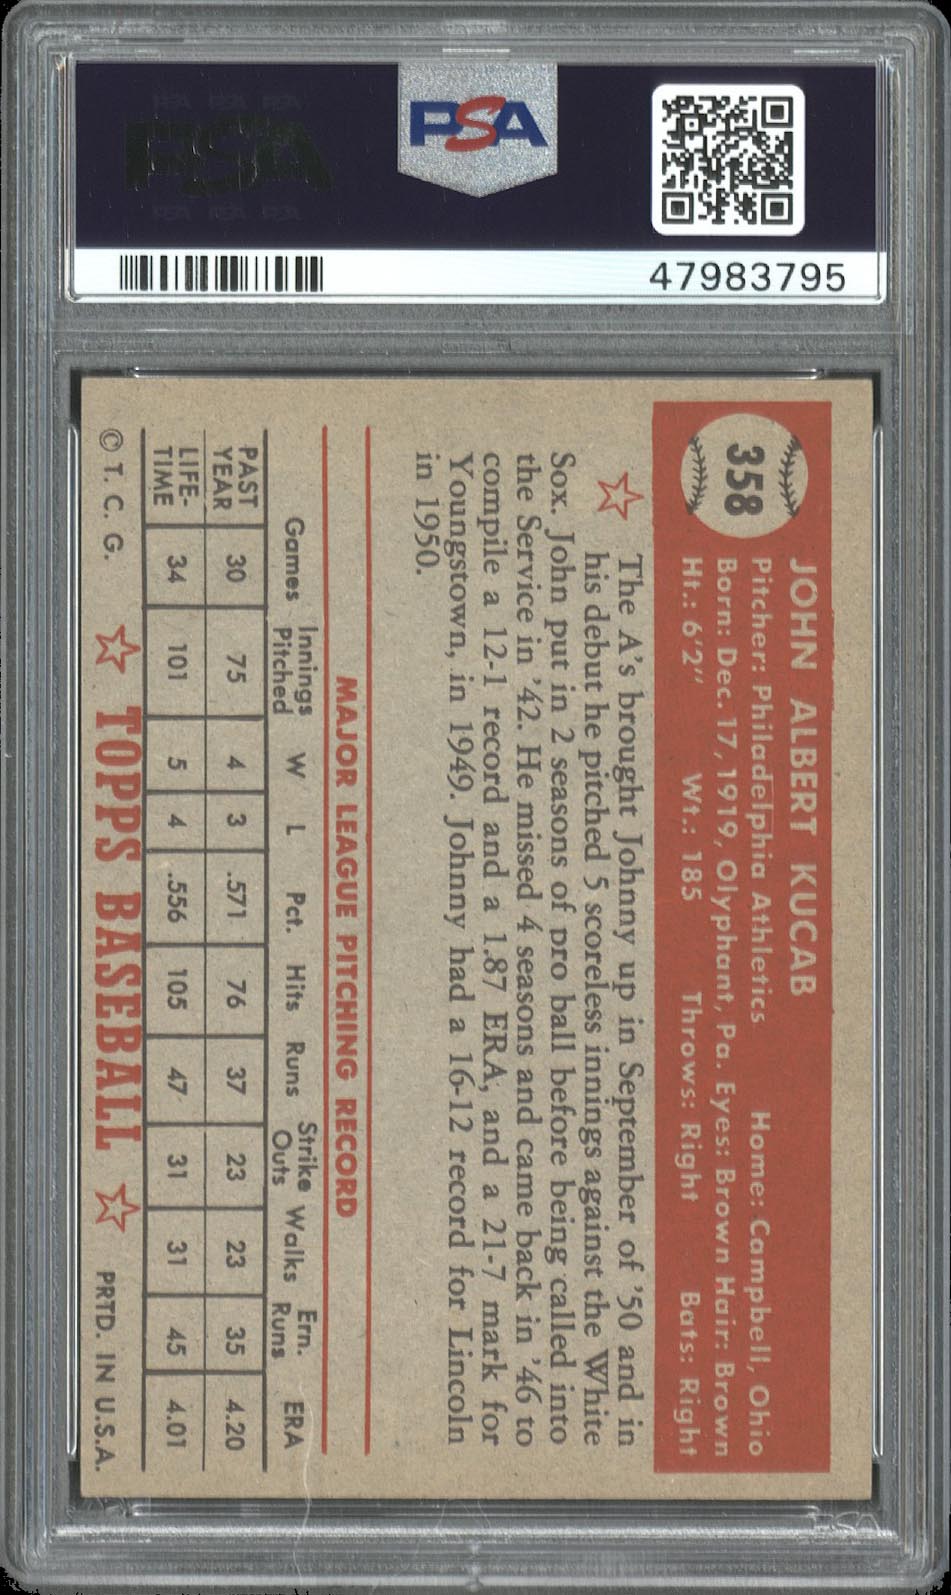 PSA
47983795
358
JOHN ALBERT KUCAB
Pitcher: Philadelphia Athletics Home: Campbell, Ohio
Born: Dec. 17, 1919, Olyphant, Pa. Eyes: Brown Hair: Brown
Ht.: 6'2" Wt.: 185 Throws: Right Bats: Right
The A's brought Johnny up in September of '50 and in
his debut he pitched 5 scoreless innings against the White
Sox. John put in 2 seasons of pro ball before being called into
the Service in '42. He missed 4 seasons and came back in '46 to
compile a 12-1 record and a 1.87 ERA, and a 21-7 mark for
Youngstown, in 1949. Johnny had a 16-12 record for Lincoln
in 1950.
MAJOR LEAGUE PITCHING RECORD
Games Innings Pitched W L Pct. Hits Runs Strike Outs Walks Ern. Runs ERA
PAST YEAR 30 75 4 3 .571 76 37 23 23 35 4.20
LIFE-TIME 34 101 5 4 .556 105 47 31 31 45 4.01
© T. C. G. TOPPS BASEBALL PRTD. IN U.S.A.